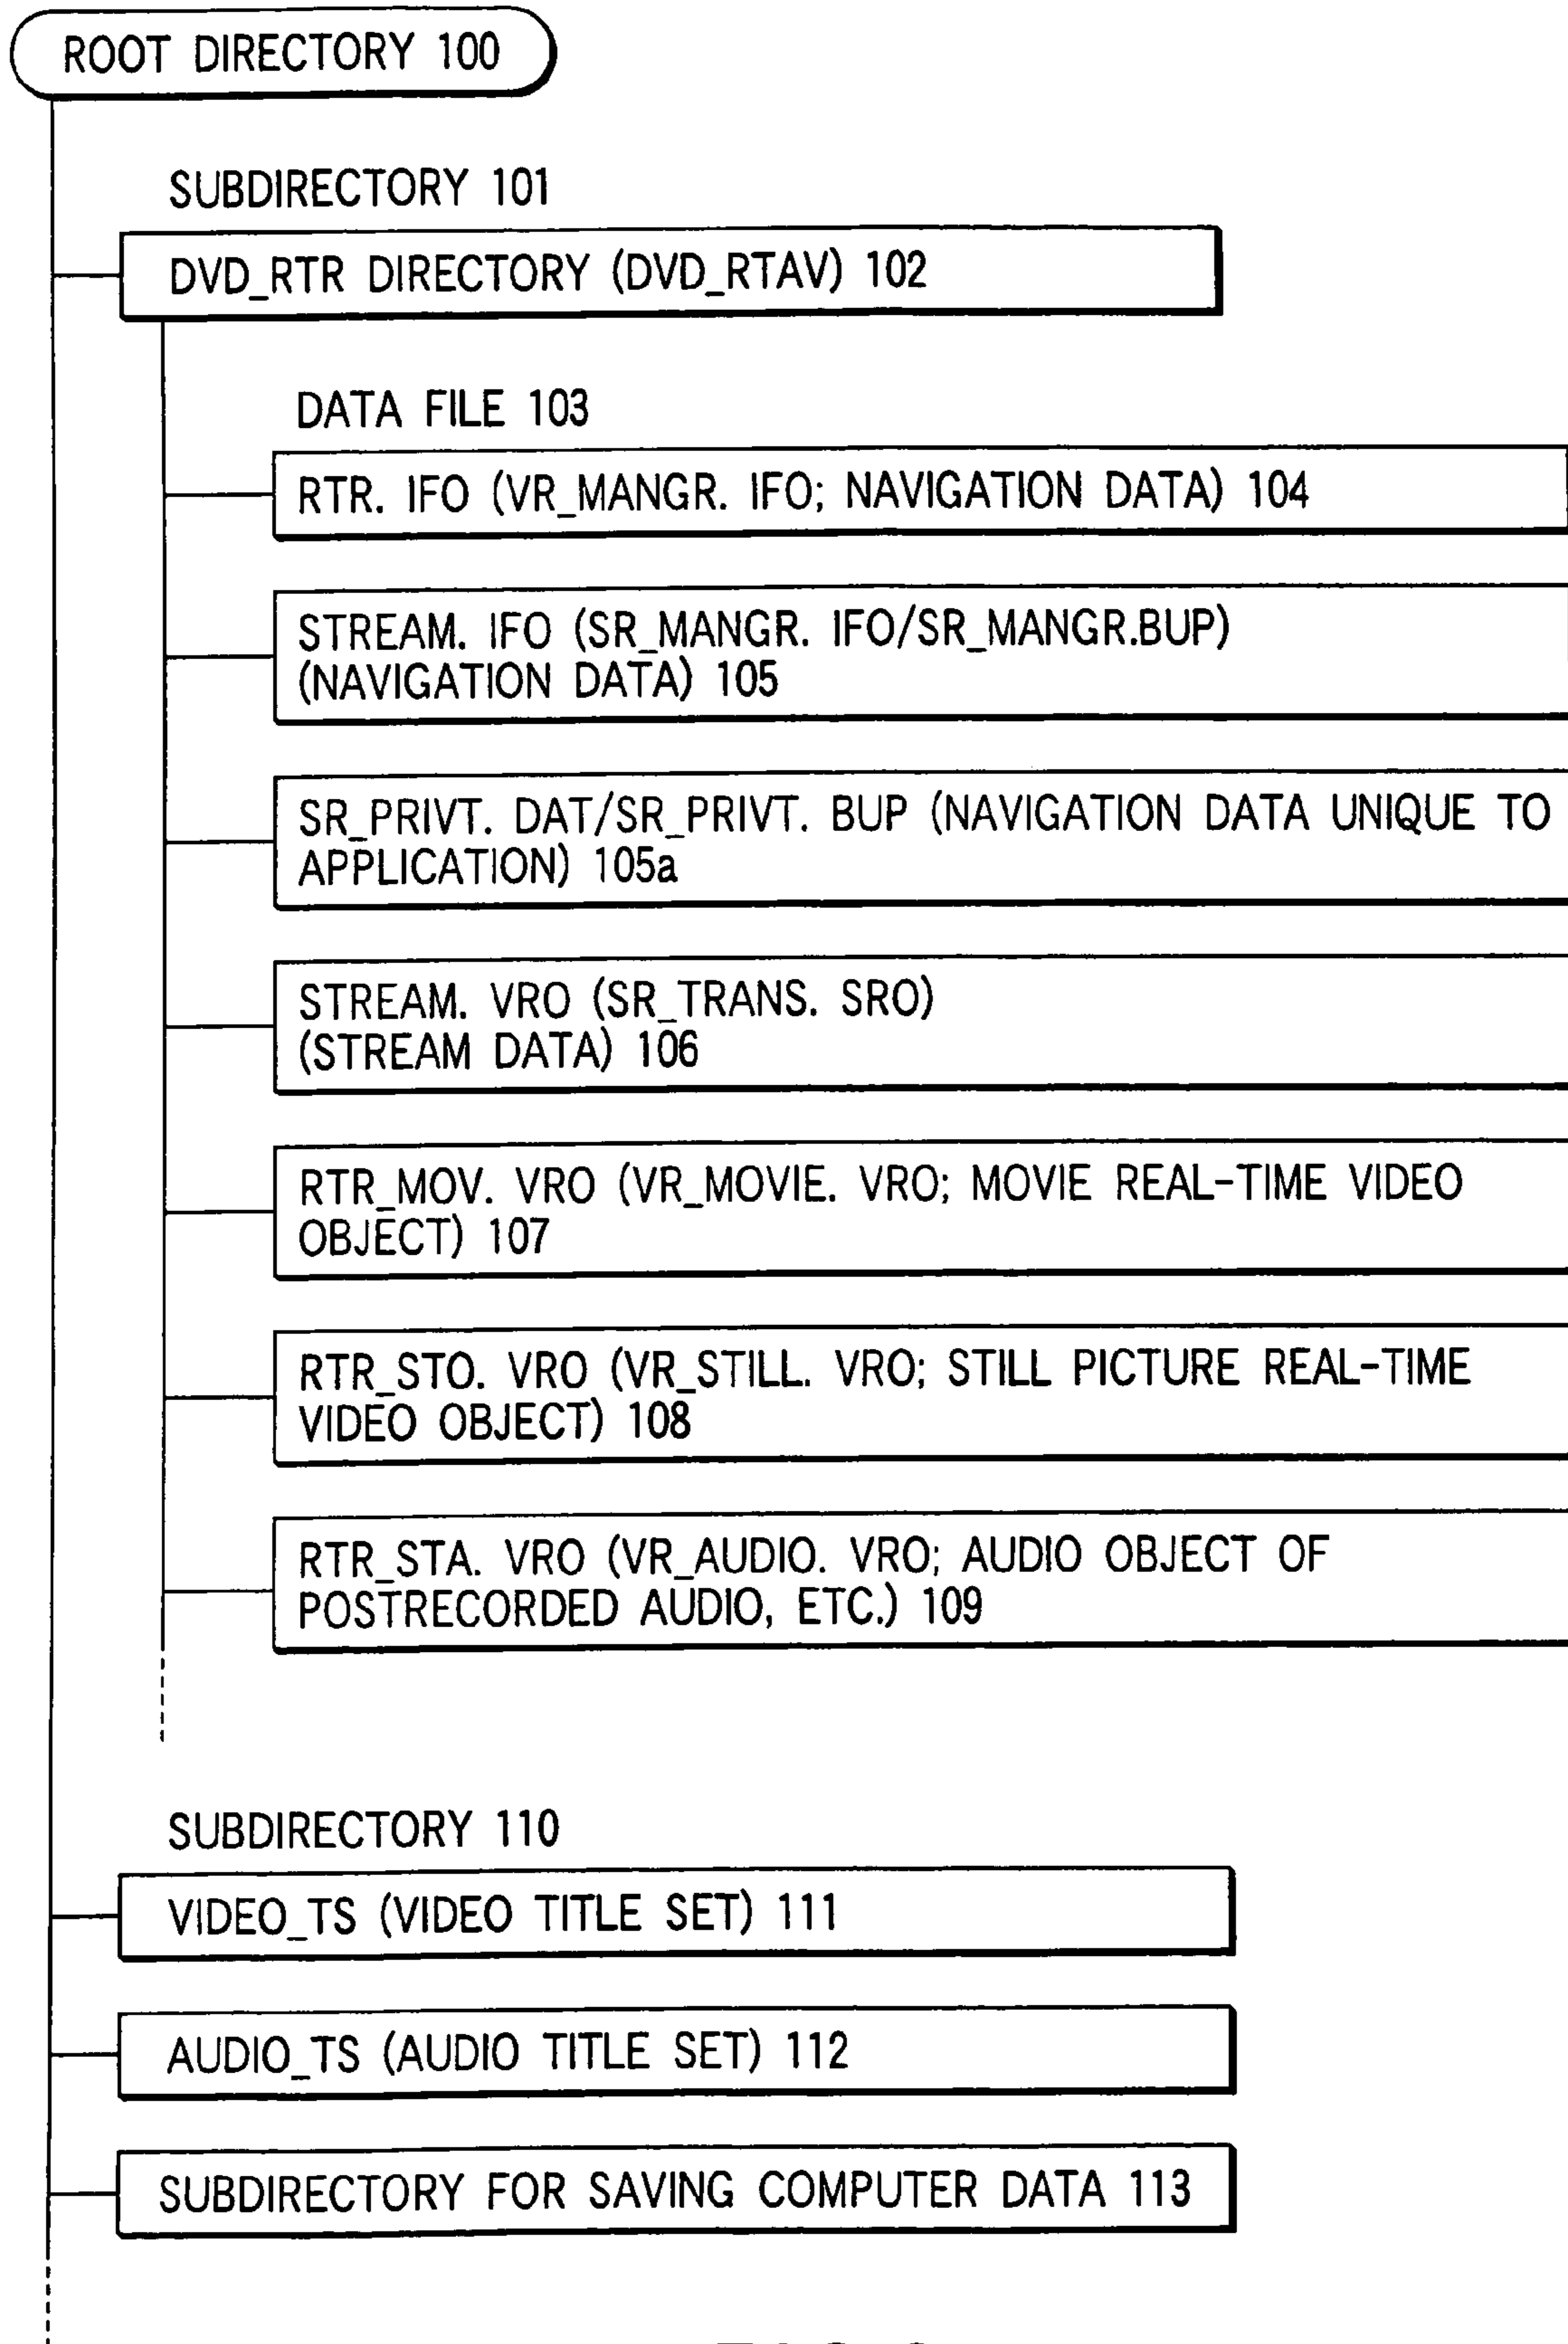 ROOT DIRECTORY 100
SUBDIRECTORY 101
DVD_RTR DIRECTORY (DVD_RTAV) 102
DATA FILE 103
RTR. IFO (VR_MANGR. IFO; NAVIGATION DATA) 104
STREAM. IFO (SR_MANGR. IFO/SR_MANGR.BUP)
(NAVIGATION DATA) 105
SR_PRIVT. DAT/SR_PRIVT. BUP (NAVIGATION DATA UNIQUE TO
APPLICATION) 105a
STREAM. VRO (SR_TRANS. SRO)
(STREAM DATA) 106
RTR_MOV. VRO (VR_MOVIE. VRO; MOVIE REAL-TIME VIDEO
OBJECT) 107
RTR_STO. VRO (VR_STILL. VRO; STILL PICTURE REAL-TIME
VIDEO OBJECT) 108
RTR_STA. VRO (VR_AUDIO. VRO; AUDIO OBJECT OF
POSTRECORDED AUDIO, ETC.) 109
SUBDIRECTORY 110
VIDEO_TS (VIDEO TITLE SET) 111
AUDIO_TS (AUDIO TITLE SET) 112
SUBDIRECTORY FOR SAVING COMPUTER DATA 113